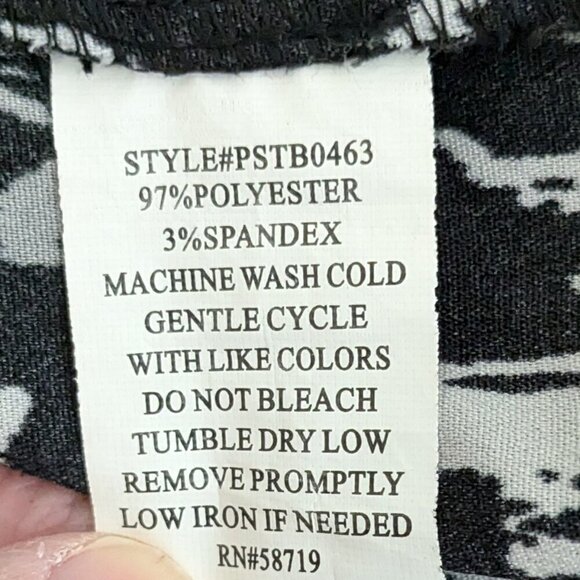 STYLE#PSTB0463
97%POLYESTER
3%SPANDEX
MACHINE WASH COLD
GENTLE CYCLE
WITH LIKE COLORS
DO NOT BLEACH
TUMBLE DRY LOW
REMOVE PROMPTLY
LOW IRON IF NEEDED
RN#58719